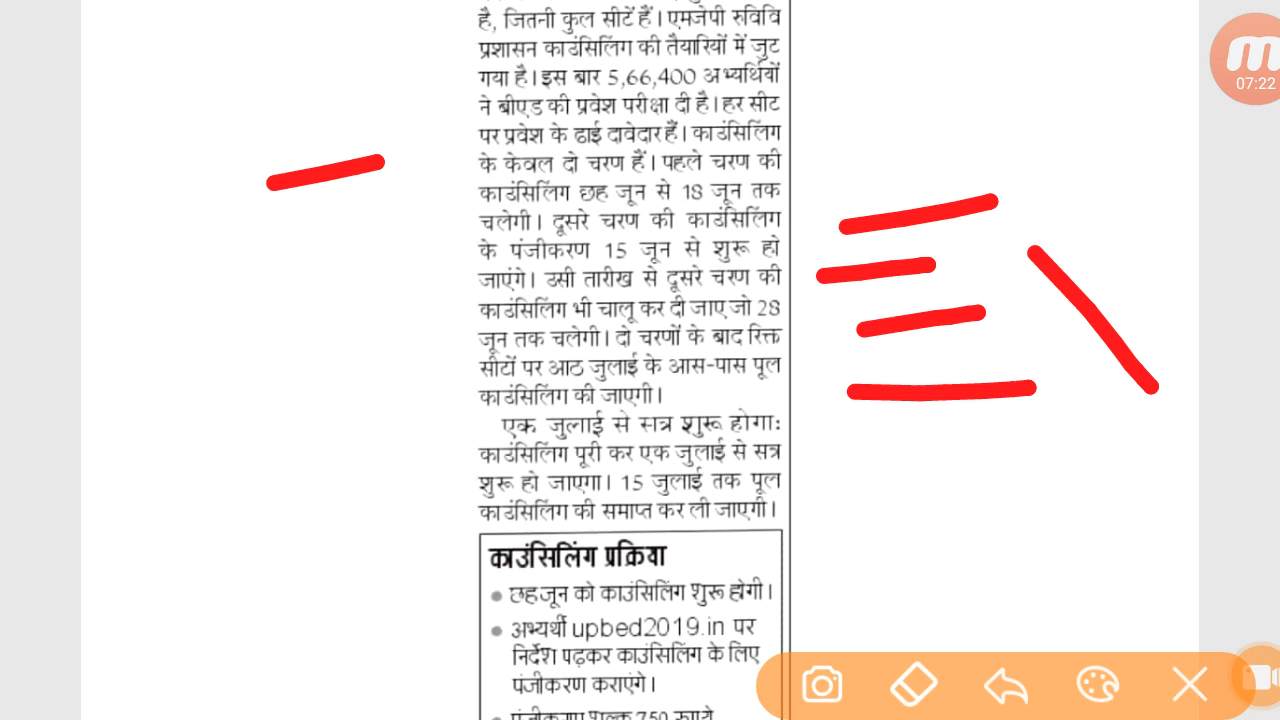 है, जितनी कुल सीटें हैं। एमजेपी रुविवि
प्रशासन काउंसिलिंग की तैयारियों में जुट
गया है। इस बार 5,66,400 अभ्यर्थियों
ने बीएड की प्रवेश परीक्षा दी है। हर सीट
पर प्रवेश के ढाई दावेदार हैं। काउंसिलिंग
के केवल दो चरण हैं। पहले चरण की
काउंसिलिंग छह जून से 18 जून तक
चलेगी। दूसरे चरण की काउंसिलिंग
के पंजीकरण 15 जून से शुरू हो
जाएंगे। उसी तारीख से दूसरे चरण की
काउंसिलिंग भी चालू कर दी जाए जो 28
जून तक चलेगी। दो चरणों के बाद रिक्त
सीटों पर आठ जुलाई के आस-पास पूल
काउंसिलिंग की जाएगी।
एक जुलाई से सत्र शुरू होगा:
काउंसिलिंग पूरी कर एक जुलाई से सत्र
शुरू हो जाएगा। 15 जुलाई तक पूल
काउंसिलिंग की समाप्त कर ली जाएगी।
काउंसिलिंग प्रक्रिया
छह जून को काउंसिलिंग शुरू होगी।
अभ्यर्थी upbed2019.in पर
निर्देश पढ़कर काउंसिलिंग के लिए
पंजीकरण कराएंगे।
पंजीकरण शुल्क 750 रुपये
07:22